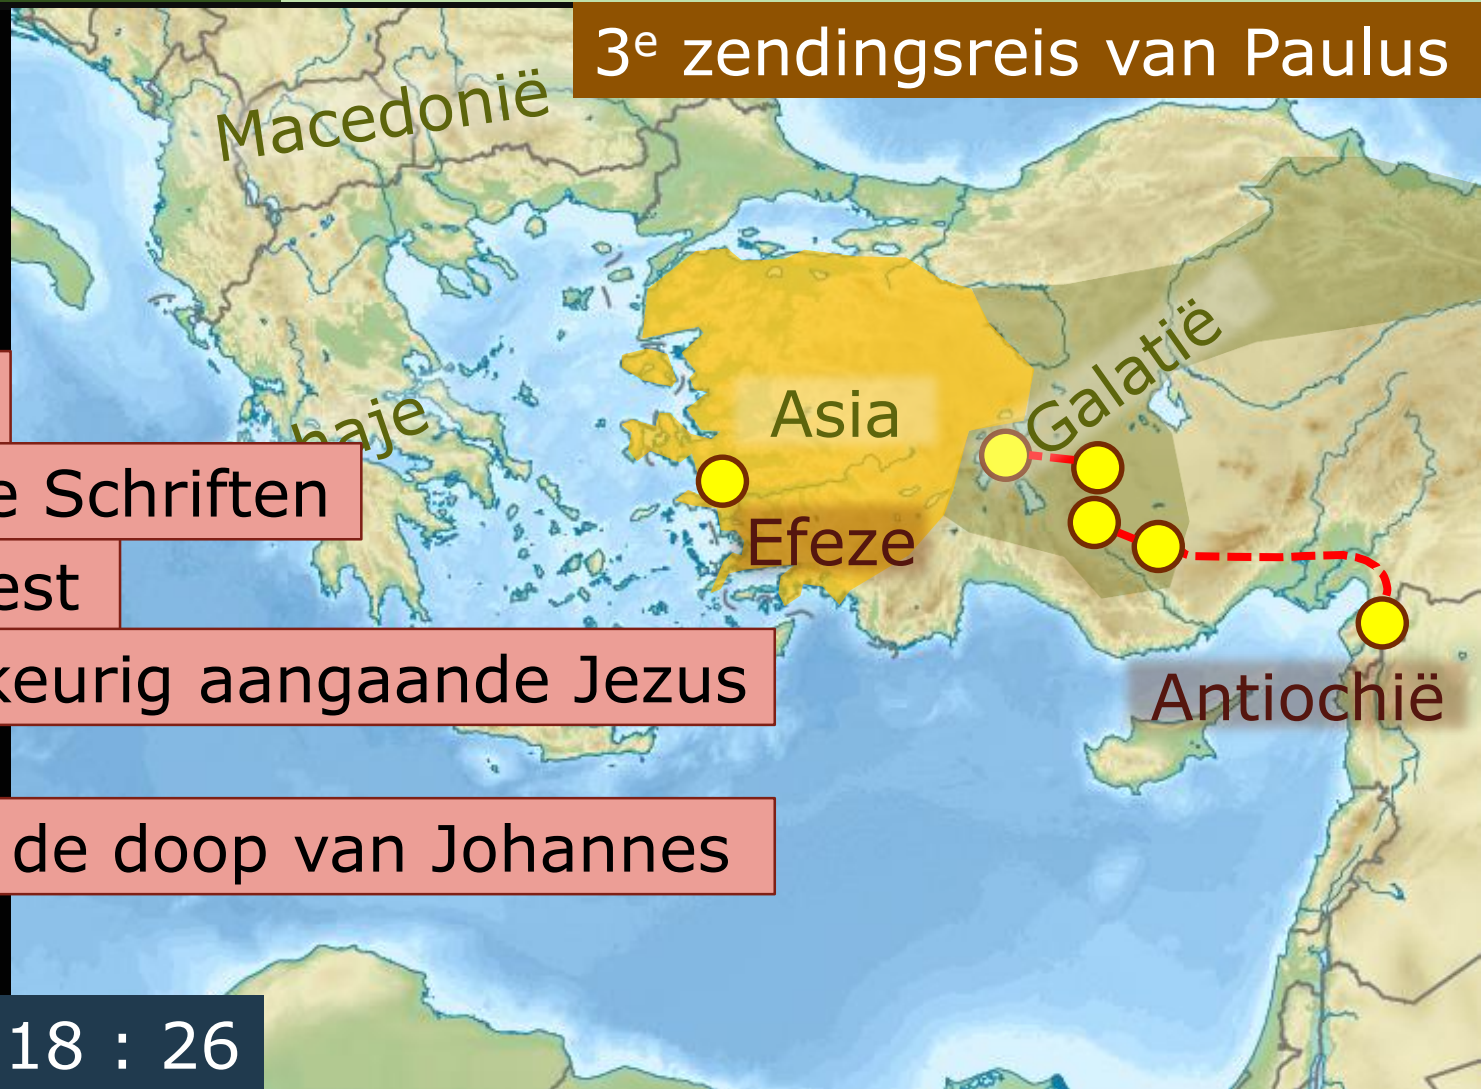 3e zendingsreis van Paulus
Macedonië
Galatië
haje
Asia
e Schriften
Efeze
est
keurig aangaande Jezus
Antiochië
de doop van Johannes
18 : 26